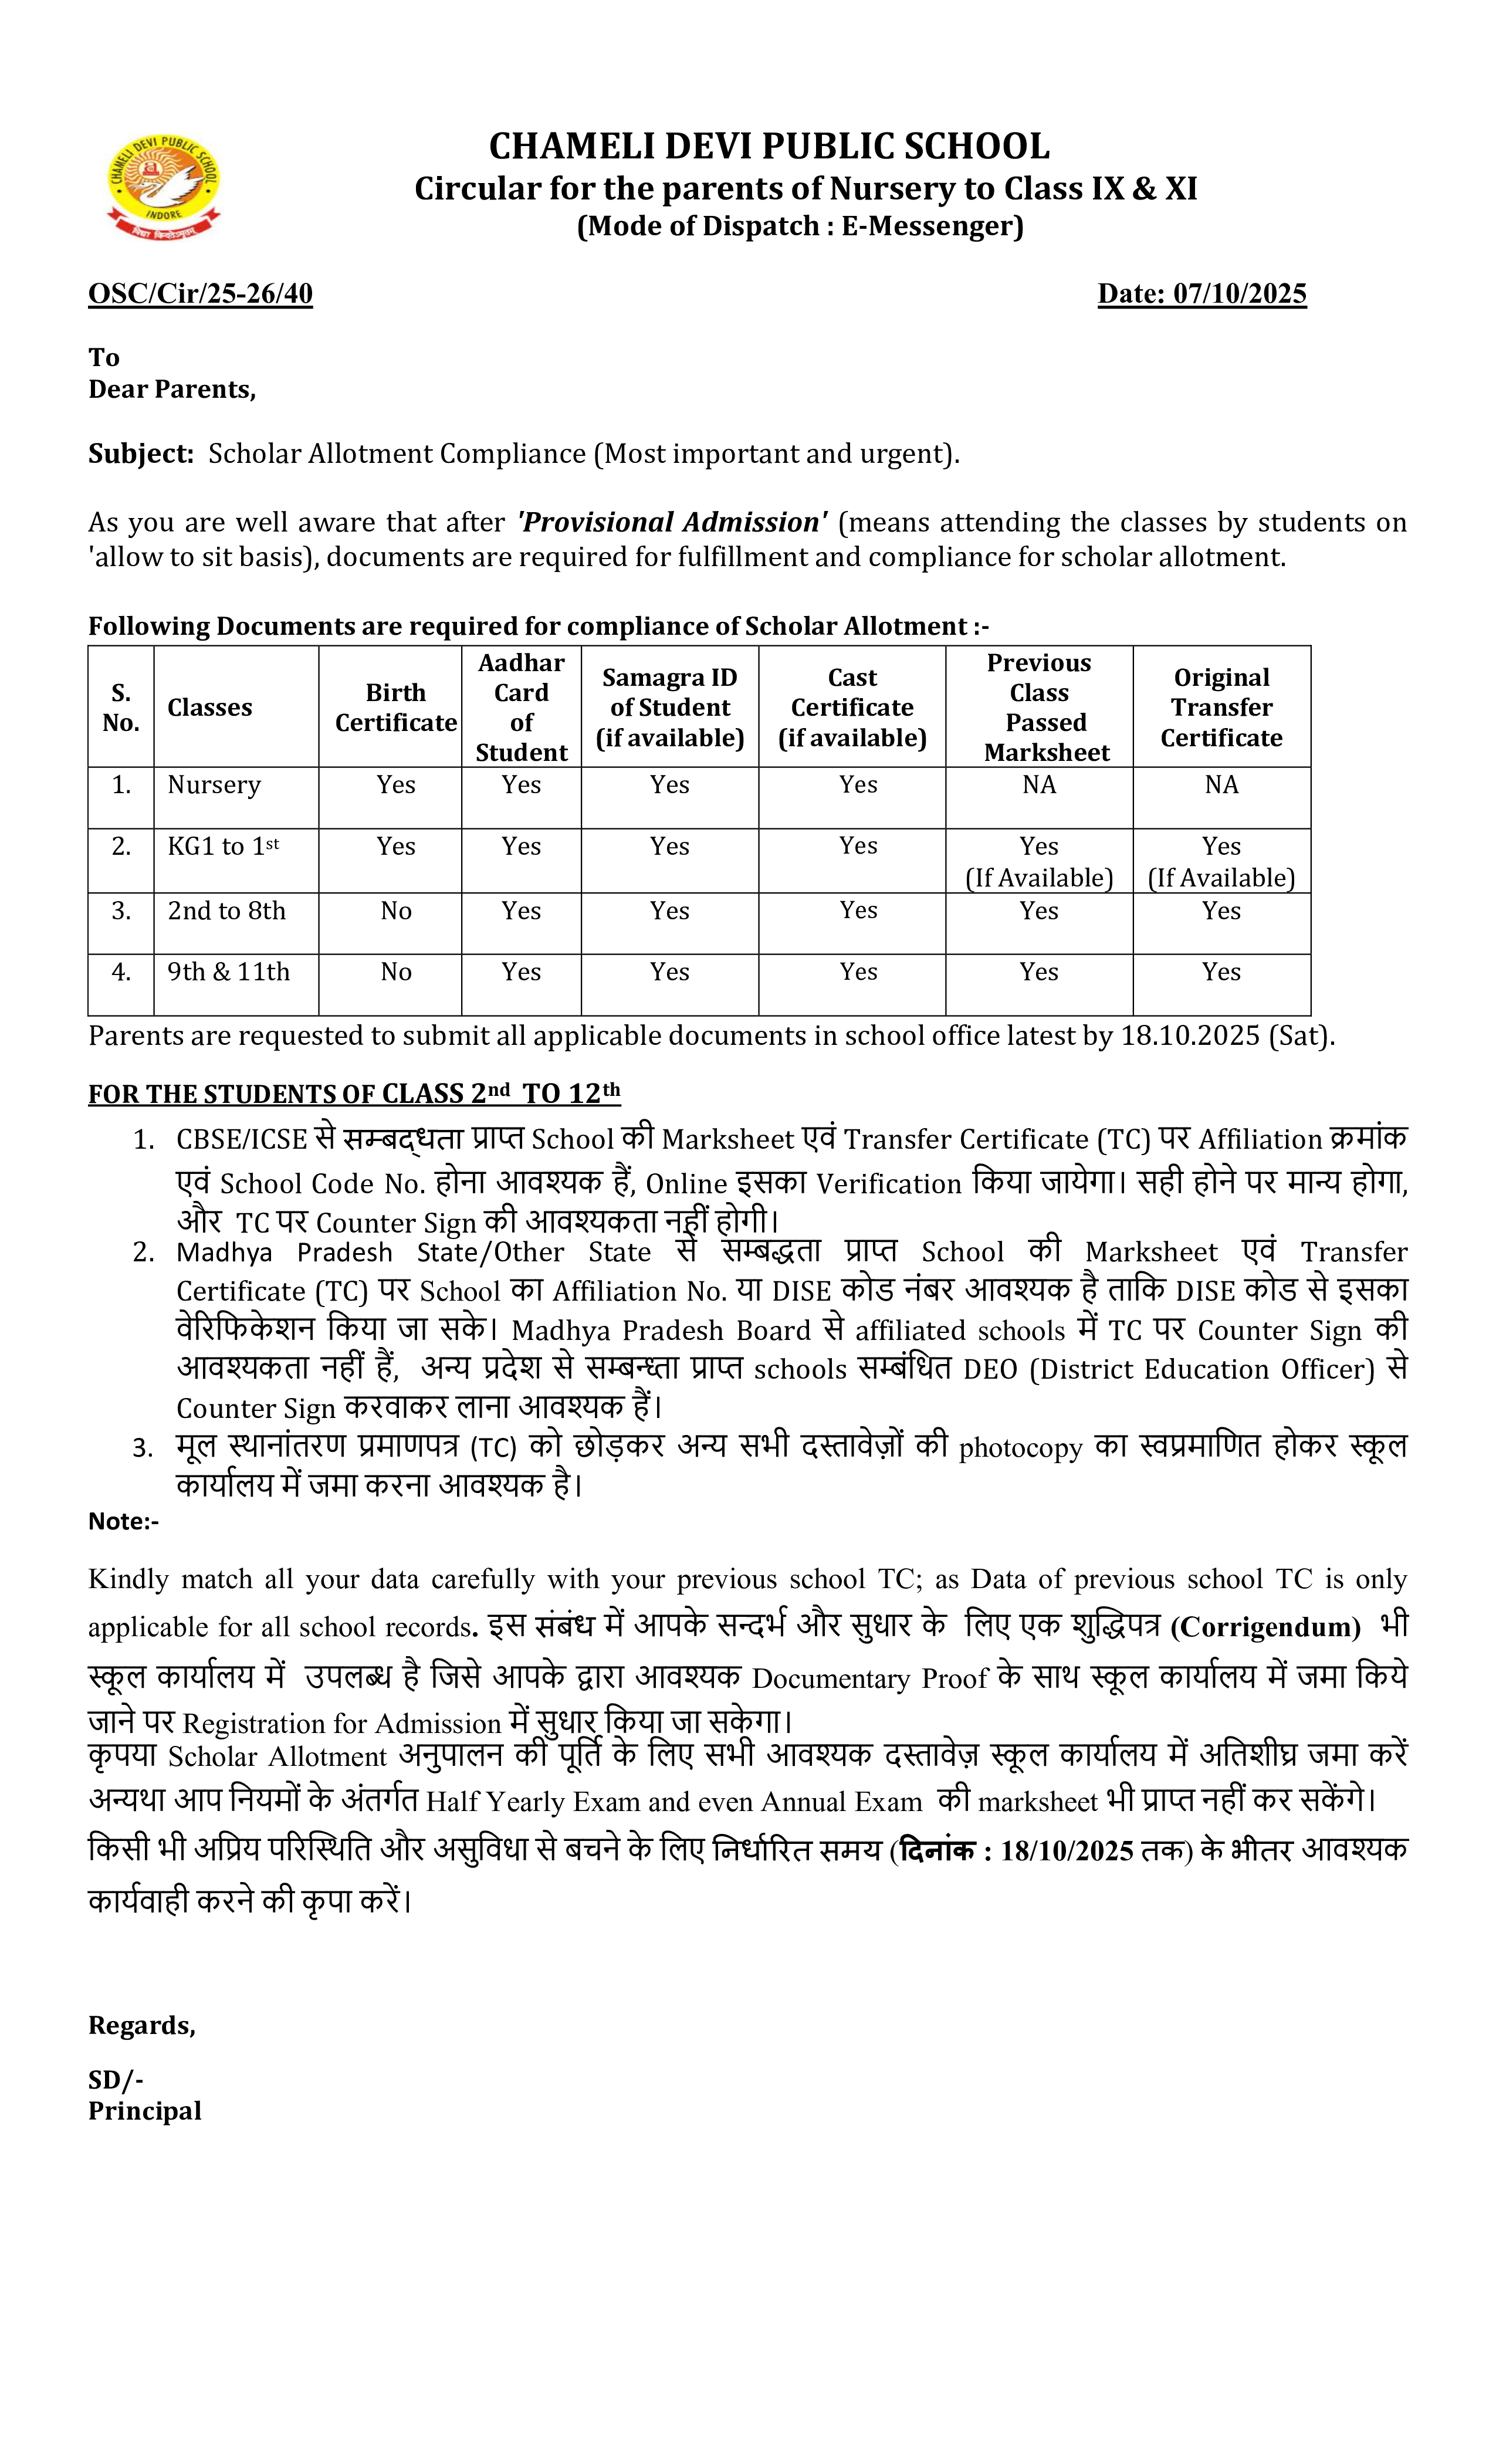 CHAMELI DEVI PUBLIC SCHOOL
INDORE
विद्या विन्दतेऽमृतम्
CHAMELI DEVI PUBLIC SCHOOL
Circular for the parents of Nursery to Class IX & XI
(Mode of Dispatch : E-Messenger)
OSC/Cir/25-26/40 Date: 07/10/2025
To
Dear Parents,
Subject: Scholar Allotment Compliance (Most important and urgent).
As you are well aware that after 'Provisional Admission' (means attending the classes by students on
'allow to sit basis), documents are required for fulfillment and compliance for scholar allotment.
Following Documents are required for compliance of Scholar Allotment :-
S. No. | Classes | Birth Certificate | Aadhar Card of Student | Samagra ID of Student (if available) | Cast Certificate (if available) | Previous Class Passed Marksheet | Original Transfer Certificate
1. | Nursery | Yes | Yes | Yes | Yes | NA | NA
2. | KG1 to 1st | Yes | Yes | Yes | Yes | Yes (If Available) | Yes (If Available)
3. | 2nd to 8th | No | Yes | Yes | Yes | Yes | Yes
4. | 9th & 11th | No | Yes | Yes | Yes | Yes | Yes
Parents are requested to submit all applicable documents in school office latest by 18.10.2025 (Sat).
FOR THE STUDENTS OF CLASS 2nd TO 12th
1. CBSE/ICSE से सम्बद्धता प्राप्त School की Marksheet एवं Transfer Certificate (TC) पर Affiliation क्रमांक
एवं School Code No. होना आवश्यक हैं, Online इसका Verification किया जायेगा। सही होने पर मान्य होगा,
और TC पर Counter Sign की आवश्यकता नहीं होगी।
2. Madhya Pradesh State/Other State से सम्बद्धता प्राप्त School की Marksheet एवं Transfer
Certificate (TC) पर School का Affiliation No. या DISE कोड नंबर आवश्यक है ताकि DISE कोड से इसका
वेरिफिकेशन किया जा सके। Madhya Pradesh Board से affiliated schools में TC पर Counter Sign की
आवश्यकता नहीं हैं, अन्य प्रदेश से सम्बन्ध्ता प्राप्त schools सम्बंधित DEO (District Education Officer) से
Counter Sign करवाकर लाना आवश्यक हैं।
3. मूल स्थानांतरण प्रमाणपत्र (TC) को छोड़कर अन्य सभी दस्तावेज़ों की photocopy का स्वप्रमाणित होकर स्कूल
कार्यालय में जमा करना आवश्यक है।
Note:-
Kindly match all your data carefully with your previous school TC; as Data of previous school TC is only
applicable for all school records. इस संबंध में आपके सन्दर्भ और सुधार के लिए एक शुद्धिपत्र (Corrigendum) भी
स्कूल कार्यालय में उपलब्ध है जिसे आपके द्वारा आवश्यक Documentary Proof के साथ स्कूल कार्यालय में जमा किये
जाने पर Registration for Admission में सुधार किया जा सकेगा।
कृपया Scholar Allotment अनुपालन की पूर्ति के लिए सभी आवश्यक दस्तावेज़ स्कूल कार्यालय में अतिशीघ्र जमा करें
अन्यथा आप नियमों के अंतर्गत Half Yearly Exam and even Annual Exam की marksheet भी प्राप्त नहीं कर सकेंगे।
किसी भी अप्रिय परिस्थिति और असुविधा से बचने के लिए निर्धारित समय (दिनांक : 18/10/2025 तक) के भीतर आवश्यक
कार्यवाही करने की कृपा करें।
Regards,
SD/-
Principal